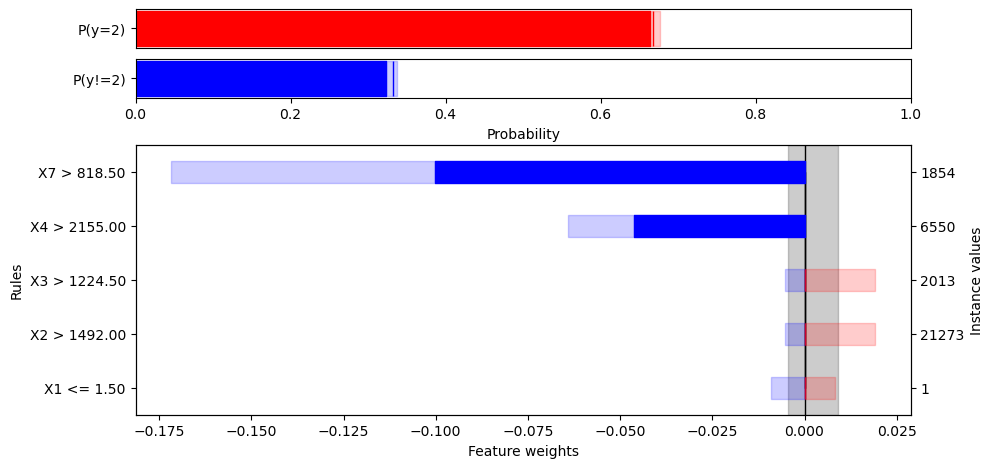 P(y=2)
P(y!=2)
0.0 0.2 0.4 0.6 0.8 1.0
Probability
X7 > 818.50 1854
X4 > 2155.00 6550
X3 > 1224.50 2013
X2 > 1492.00 21273
X1 <= 1.50 1
Rules
Instance values
−0.175 −0.150 −0.125 −0.100 −0.075 −0.050 −0.025 0.000 0.025
Feature weights